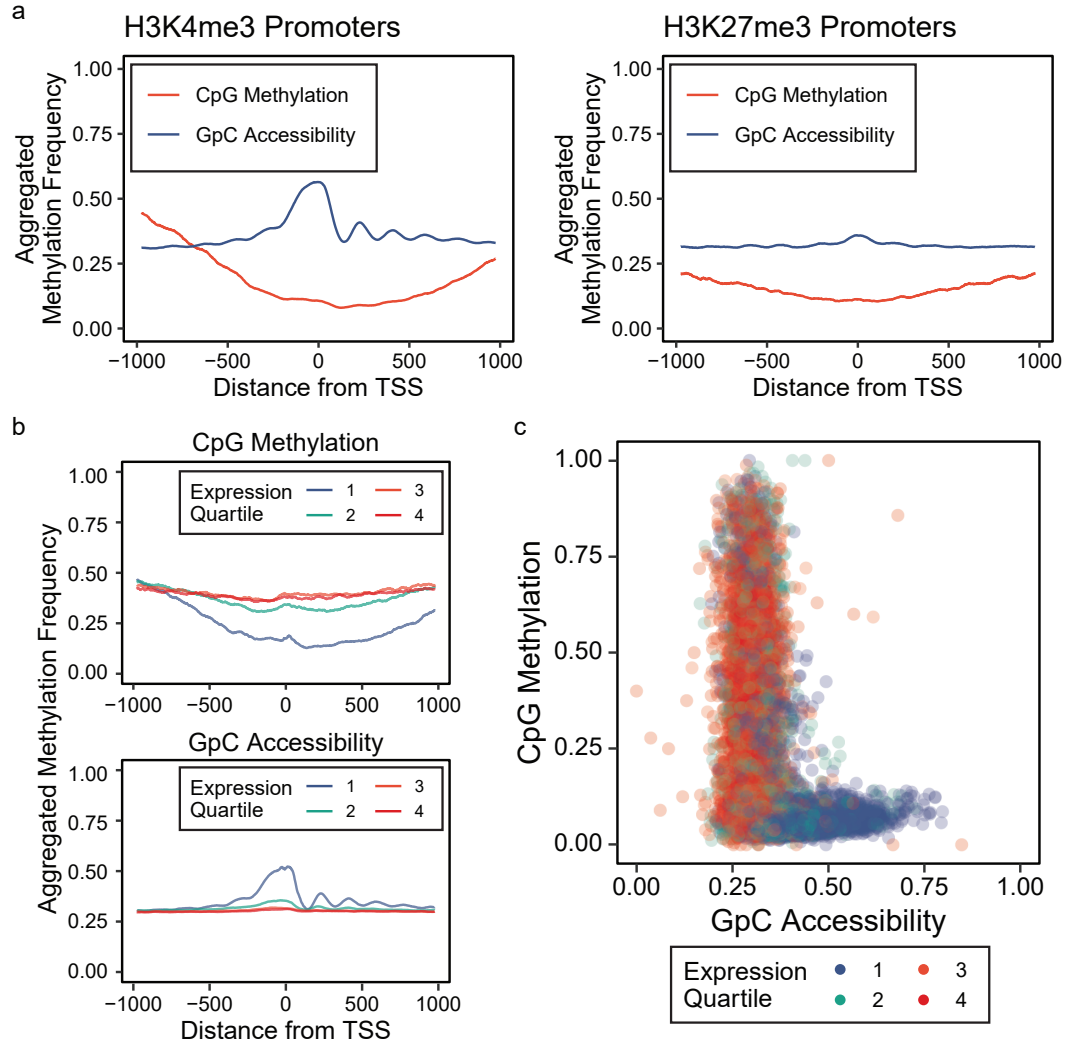 a
H3K4me3 Promoters
H3K27me3 Promoters
Aggregated
Methylation Frequency
1.00
0.75
0.50
0.25
0.00
CpG Methylation
GpC Accessibility
−1000
−500
0
500
1000
Distance from TSS
Aggregated
Methylation Frequency
1.00
0.75
0.50
0.25
0.00
CpG Methylation
GpC Accessibility
−1000
−500
0
500
1000
Distance from TSS
b
Aggregated Methylation Frequency
CpG Methylation
1.00
0.75
0.50
0.25
0.00
Expression 1 3
Quartile 2 4
−1000
−500
0
500
1000
GpC Accessibility
1.00
0.75
0.50
0.25
0.00
Expression 1 3
Quartile 2 4
−1000
−500
0
500
1000
Distance from TSS
c
CpG Methylation
1.00
0.75
0.50
0.25
0.00
0.00
0.25
0.50
0.75
1.00
GpC Accessibility
Expression 1 3
Quartile 2 4